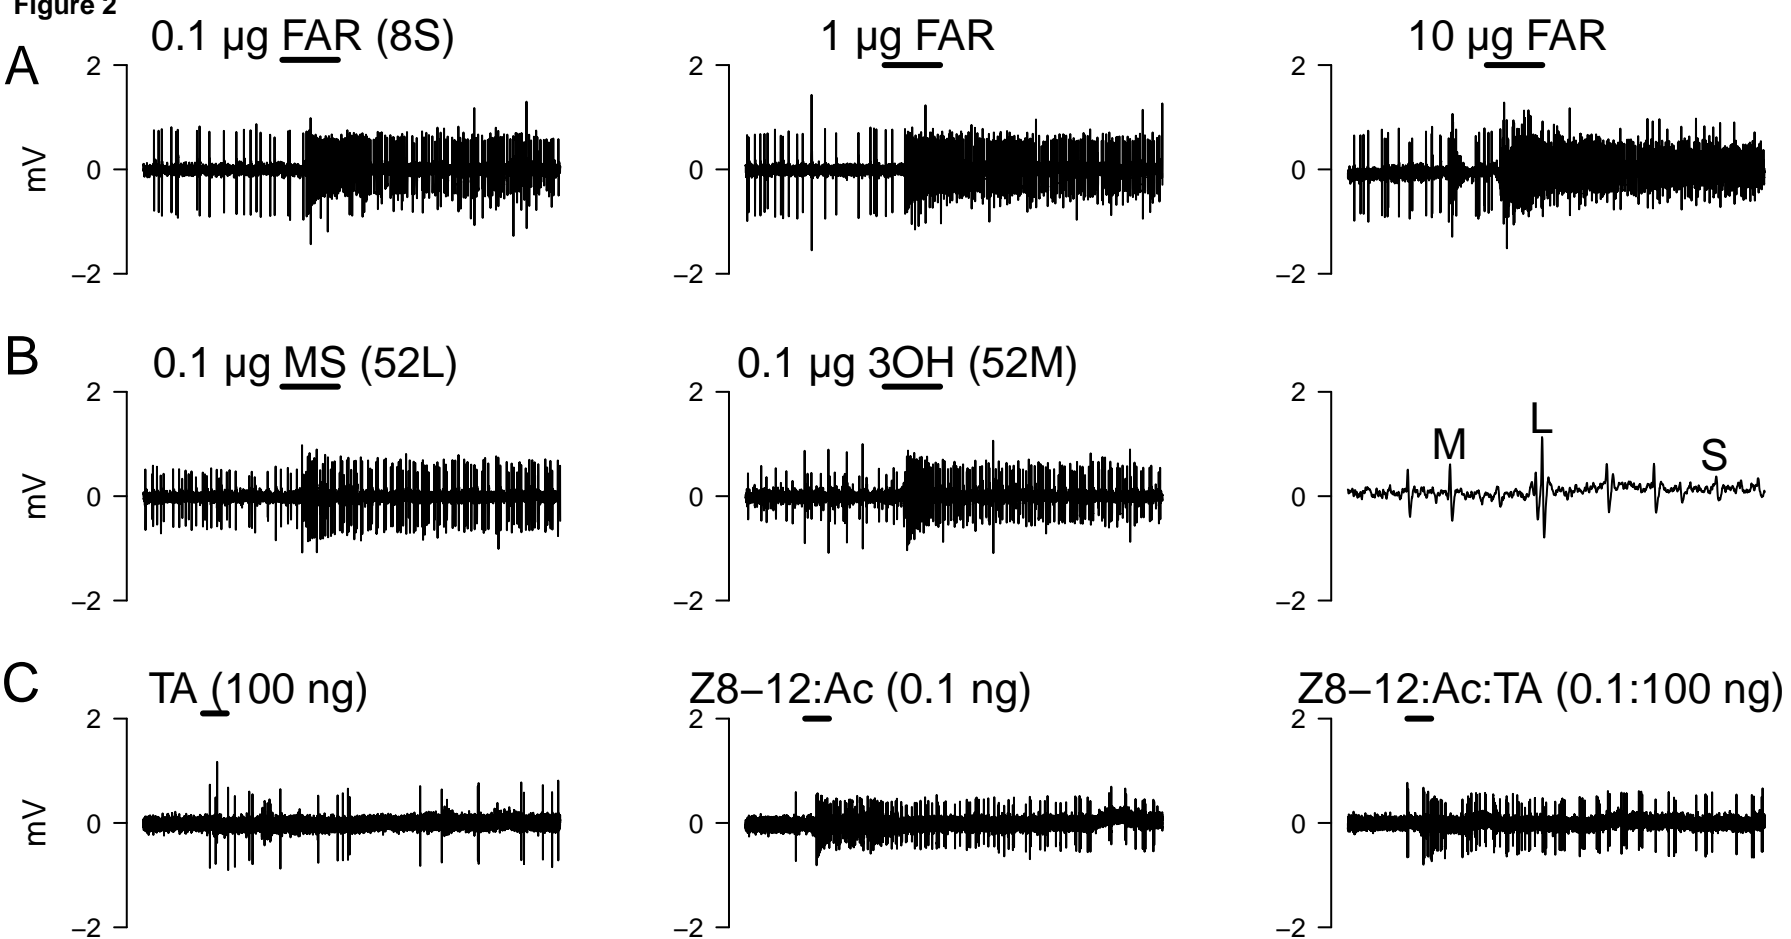 Figure 2
A
0.1 µg FAR (8S)
1 µg FAR
10 µg FAR
mV
2
0
−2
2
0
−2
2
0
−2
B
0.1 µg MS (52L)
0.1 µg 3OH (52M)
mV
2
0
−2
2
0
−2
2
0
−2
M
L
S
C
TA (100 ng)
Z8−12:Ac (0.1 ng)
Z8−12:Ac:TA (0.1:100 ng)
mV
2
0
−2
2
0
−2
2
0
−2